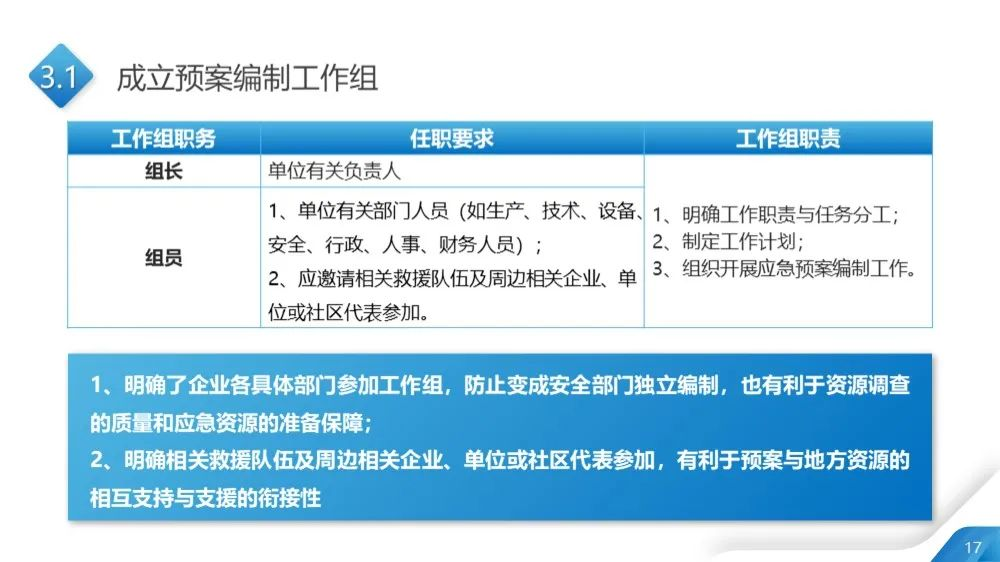 3.1
成立预案编制工作组
工作组职务
任职要求
工作组职责
组长
单位有关负责人
组员
1、单位有关部门人员（如生产、技术、设备、
安全、行政、人事、财务人员）；
2、应邀请相关救援队伍及周边相关企业、单
位或社区代表参加。
1、明确工作职责与任务分工；
2、制定工作计划；
3、组织开展应急预案编制工作。
1、明确了企业各具体部门参加工作组，防止变成安全部门独立编制，也有利于资源调查
的质量和应急资源的准备保障；
2、明确相关救援队伍及周边相关企业、单位或社区代表参加，有利于预案与地方资源的
相互支持与支援的衔接性
17